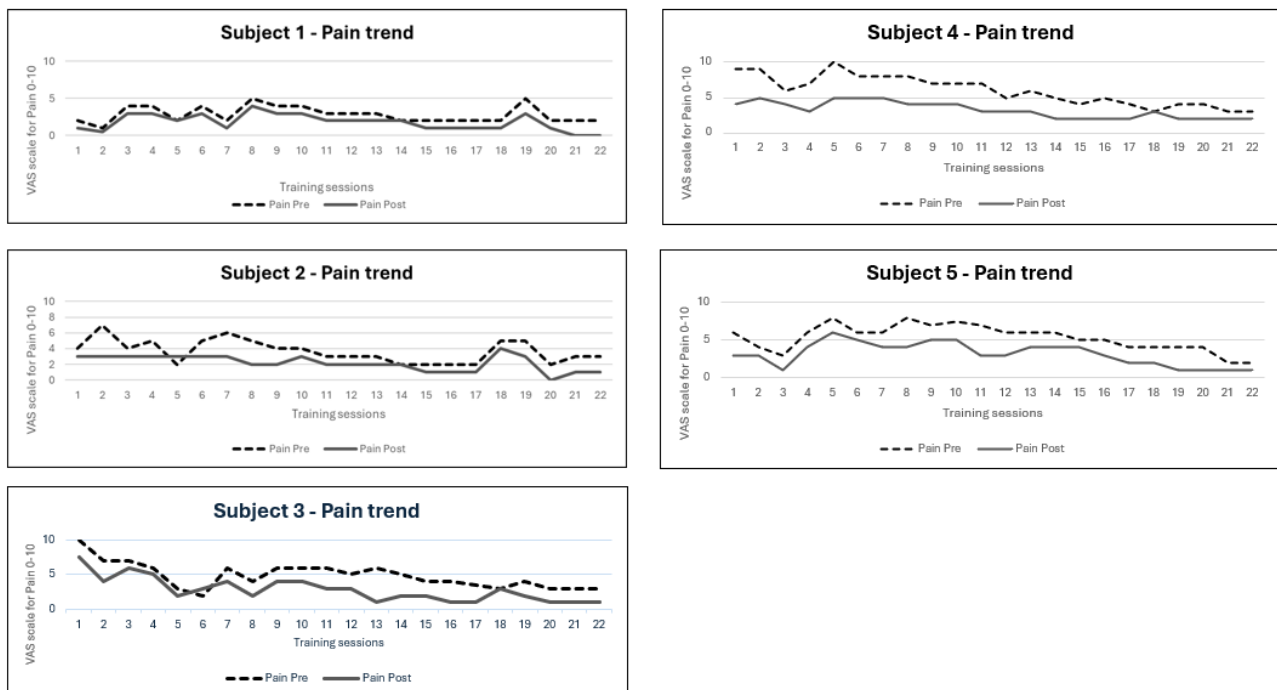 Subject 1 - Pain trend
VAS scale for Pain 0-10
10
5
0
1 2 3 4 5 6 7 8 9 10 11 12 13 14 15 16 17 18 19 20 21 22
Training sessions
Pain Pre Pain Post
Subject 4 - Pain trend
VAS scale for Pain 0-10
10
5
0
1 2 3 4 5 6 7 8 9 10 11 12 13 14 15 16 17 18 19 20 21 22
Training sessions
Pain Pre Pain Post
Subject 2 - Pain trend
VAS scale for Pain 0-10
10
8
6
4
2
0
1 2 3 4 5 6 7 8 9 10 11 12 13 14 15 16 17 18 19 20 21 22
Training sessions
Pain Pre Pain Post
Subject 5 - Pain trend
VAS scale for Pain 0-10
10
5
0
1 2 3 4 5 6 7 8 9 10 11 12 13 14 15 16 17 18 19 20 21 22
Training sessions
Pain Pre Pain Post
Subject 3 - Pain trend
VAS scale for Pain 0-10
10
5
0
1 2 3 4 5 6 7 8 9 10 11 12 13 14 15 16 17 18 19 20 21 22
Training sessions
Pain Pre Pain Post